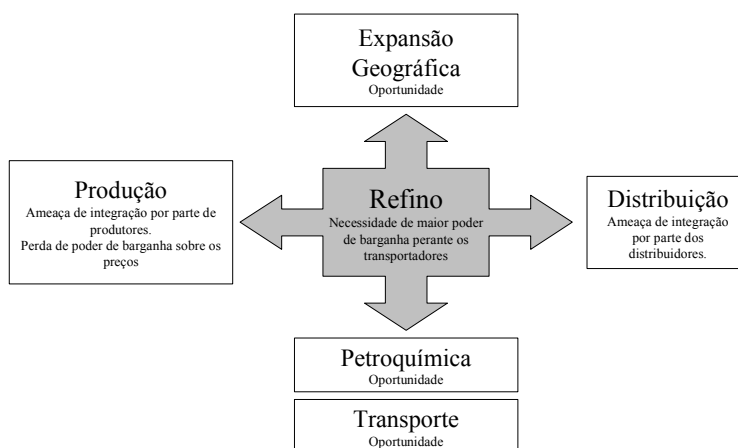 Expansão
Geográfica
Oportunidade
Produção
Ameaça de integração por parte de
produtores.
Perda de poder de barganha sobre os
preços
Refino
Necessidade de maior poder
de barganha perante os
transportadores
Distribuição
Ameaça de integração
por parte dos
distribuidores.
Petroquímica
Oportunidade
Transporte
Oportunidade